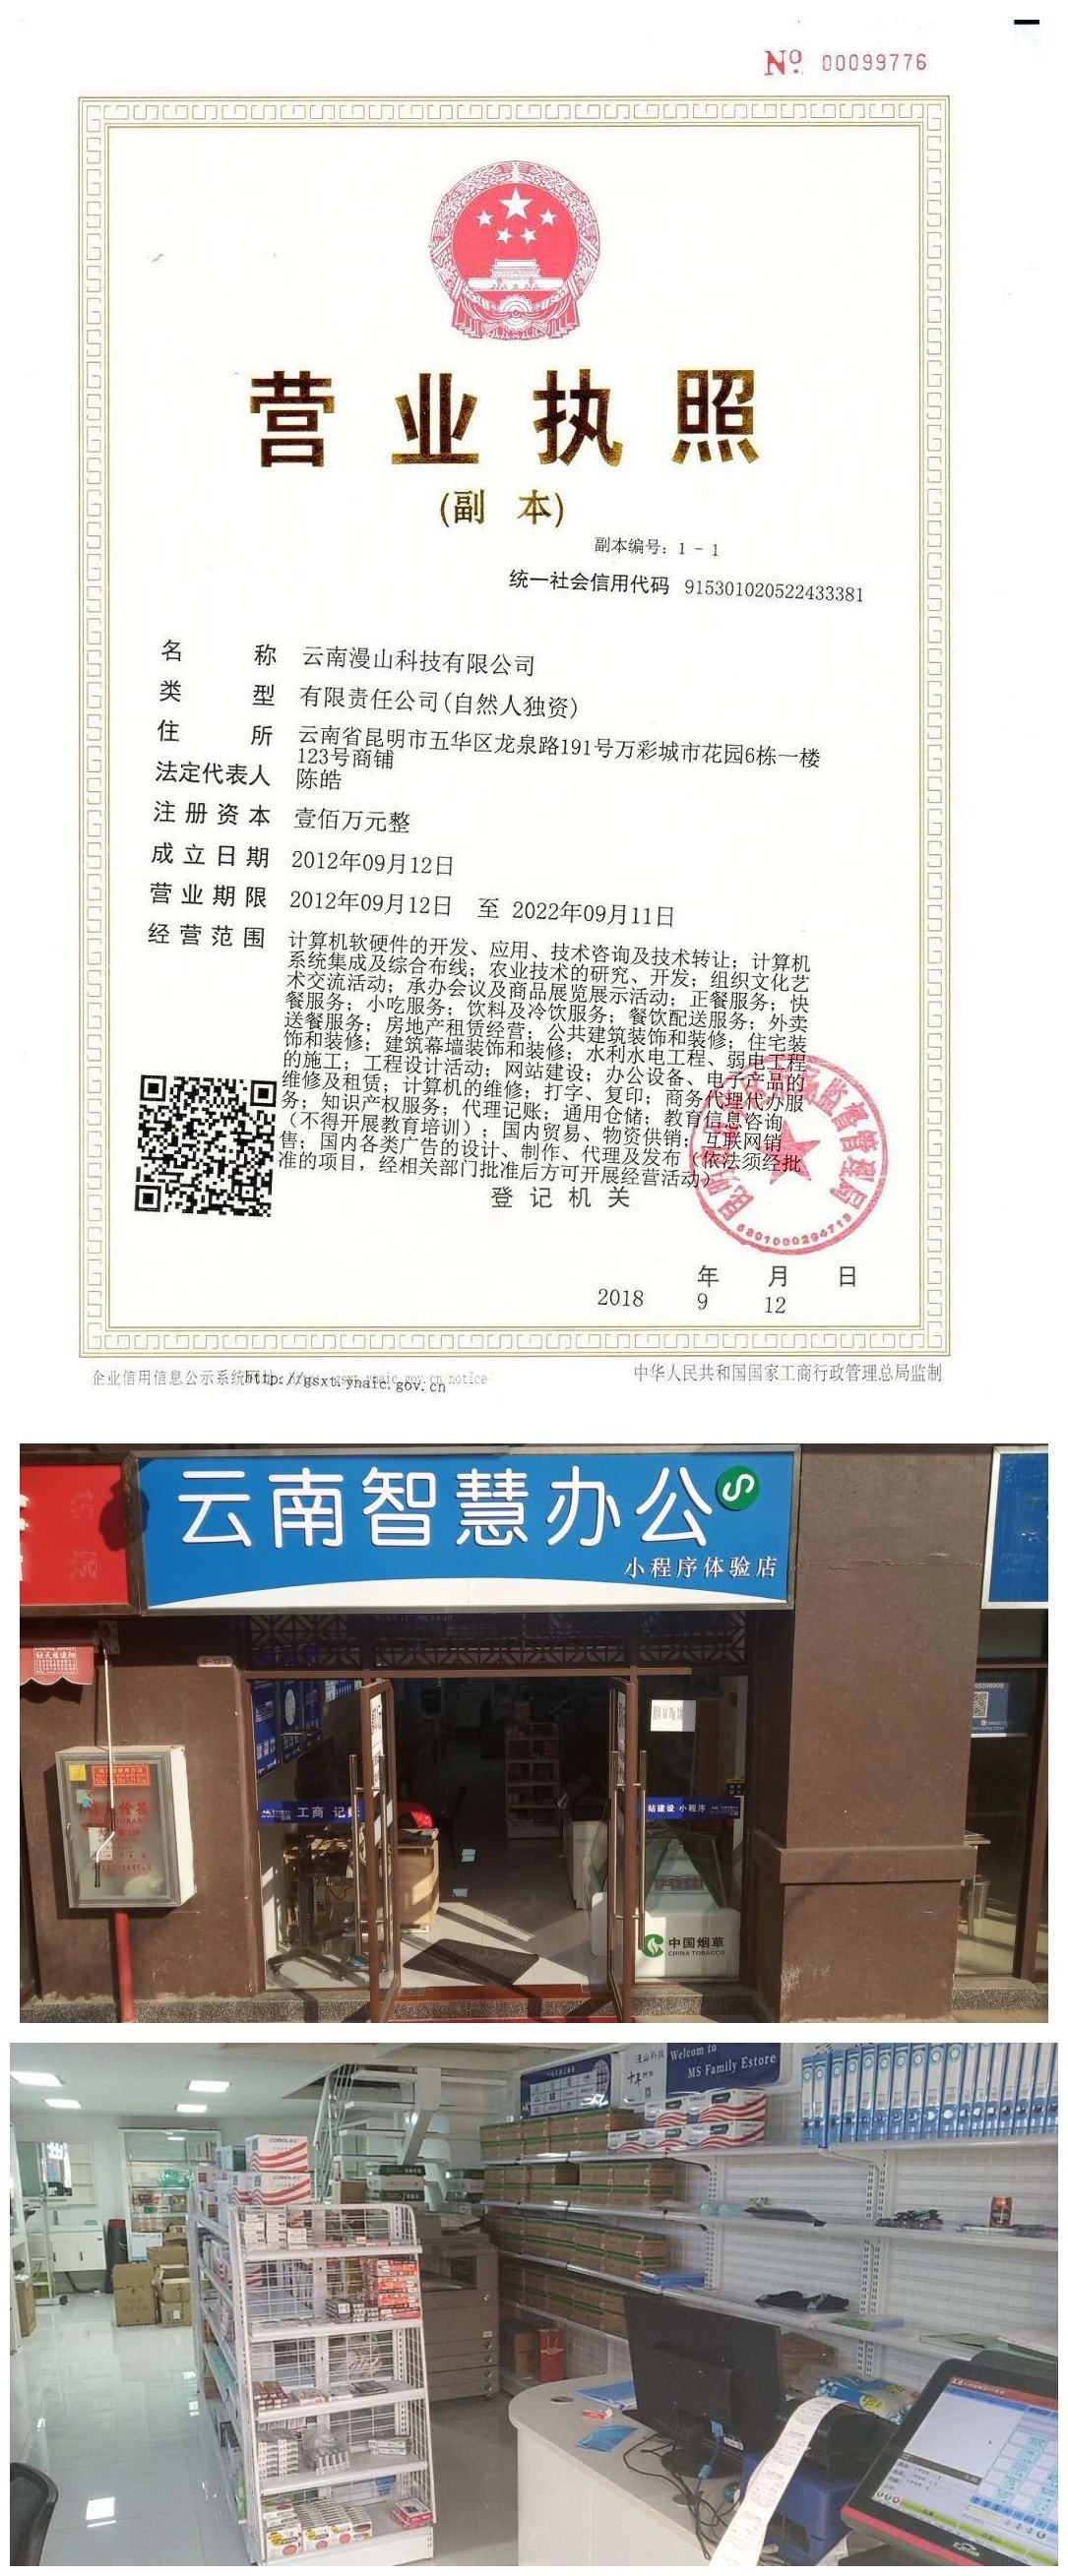 № 00099776
营业执照
(副 本)
副本编号：1 - 1
统一社会信用代码 915301020522433381
名 称 云南漫山科技有限公司
类 型 有限责任公司(自然人独资)
住 所 云南省昆明市五华区龙泉路191号万彩城市花园6栋一楼
123号商铺
法定代表人 陈皓
注册资本 壹佰万元整
成立日期 2012年09月12日
营业期限 2012年09月12日 至 2022年09月11日
经营范围 计算机软硬件的开发、应用、技术咨询及技术转让；计算机
系统集成及综合布线；农业技术的研究、开发；组织文化艺
术交流活动；承办会议及商品展览展示活动；正餐服务；快
餐服务；小吃服务；饮料及冷饮服务；餐饮配送服务；外卖
送餐服务；房地产租赁经营；公共建筑装饰和装修；住宅装
饰和装修；建筑幕墙装饰和装修；水利水电工程、弱电工程
的施工；工程设计活动；网站建设；办公设备、电子产品的
维修及租赁；计算机的维修；打字、复印；商务代理代办服
务；知识产权服务；代理记账；通用仓储；教育信息咨询
（不得开展教育培训）；国内贸易、物资供销；互联网销
售；国内各类广告的设计、制作、代理及发布（依法须经批
准的项目，经相关部门批准后方可开展经营活动）
登记机关
年 月 日
2018 9 12
企业信用信息公示系统网址：http://gsxt.ynaic.gov.cn
中华人民共和国国家工商行政管理总局监制
云南智慧办公
小程序体验店
工商 记账
站建设 小程序
中国烟草
CHINA TOBACCO
漫山科技
Welcom to
MS Family Estore